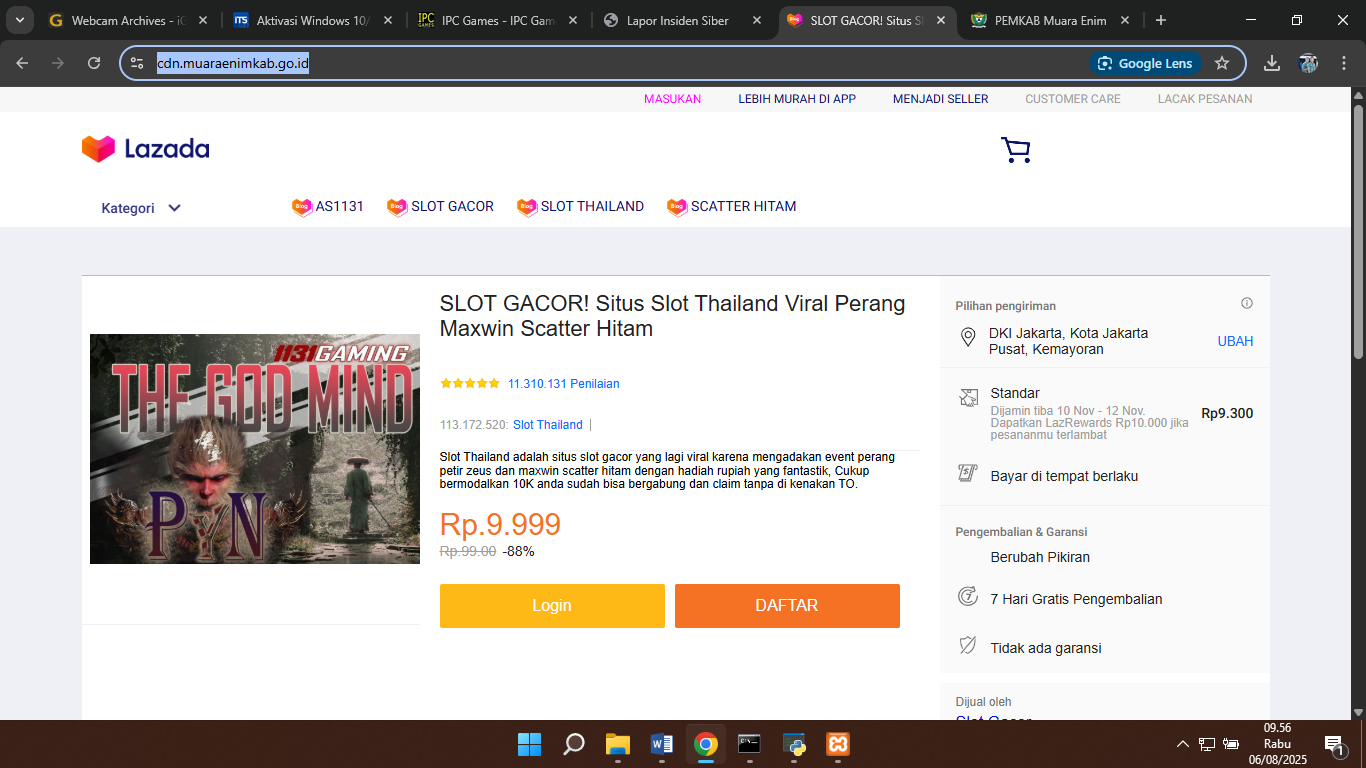 Webcam Archives - iG
Aktivasi Windows 10/
IPC Games - IPC Gam
Lapor Insiden Siber
SLOT GACOR! Situs Sl
PEMKAB Muara Enim
cdn.muaraenimkab.go.id
Google Lens
MASUKAN
LEBIH MURAH DI APP
MENJADI SELLER
CUSTOMER CARE
LACAK PESANAN
Lazada
Kategori
Blog AS1131
Blog SLOT GACOR
Blog SLOT THAILAND
Blog SCATTER HITAM
1131GAMING
THE GOD MIND
PYN
SLOT GACOR! Situs Slot Thailand Viral Perang
Maxwin Scatter Hitam
11.310.131 Penilaian
113.172.520: Slot Thailand |
Slot Thailand adalah situs slot gacor yang lagi viral karena mengadakan event perang
petir zeus dan maxwin scatter hitam dengan hadiah rupiah yang fantastik, Cukup
bermodalkan 10K anda sudah bisa bergabung dan claim tanpa di kenakan TO.
Rp.9.999
Rp.99.00 -88%
Login
DAFTAR
Pilihan pengiriman
DKI Jakarta, Kota Jakarta
Pusat, Kemayoran
UBAH
Standar
Rp9.300
Dijamin tiba 10 Nov - 12 Nov.
Dapatkan LazRewards Rp10.000 jika
pesananmu terlambat
Bayar di tempat berlaku
Pengembalian & Garansi
Berubah Pikiran
7 Hari Gratis Pengembalian
Tidak ada garansi
Dijual oleh
Slot Gacor
09.56
Rabu
06/08/2025
1